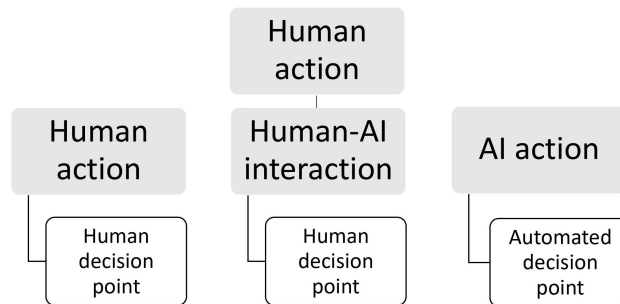 Human
action
Human
action
Human-AI
interaction
AI action
Human
decision
point
Human
decision
point
Automated
decision
point